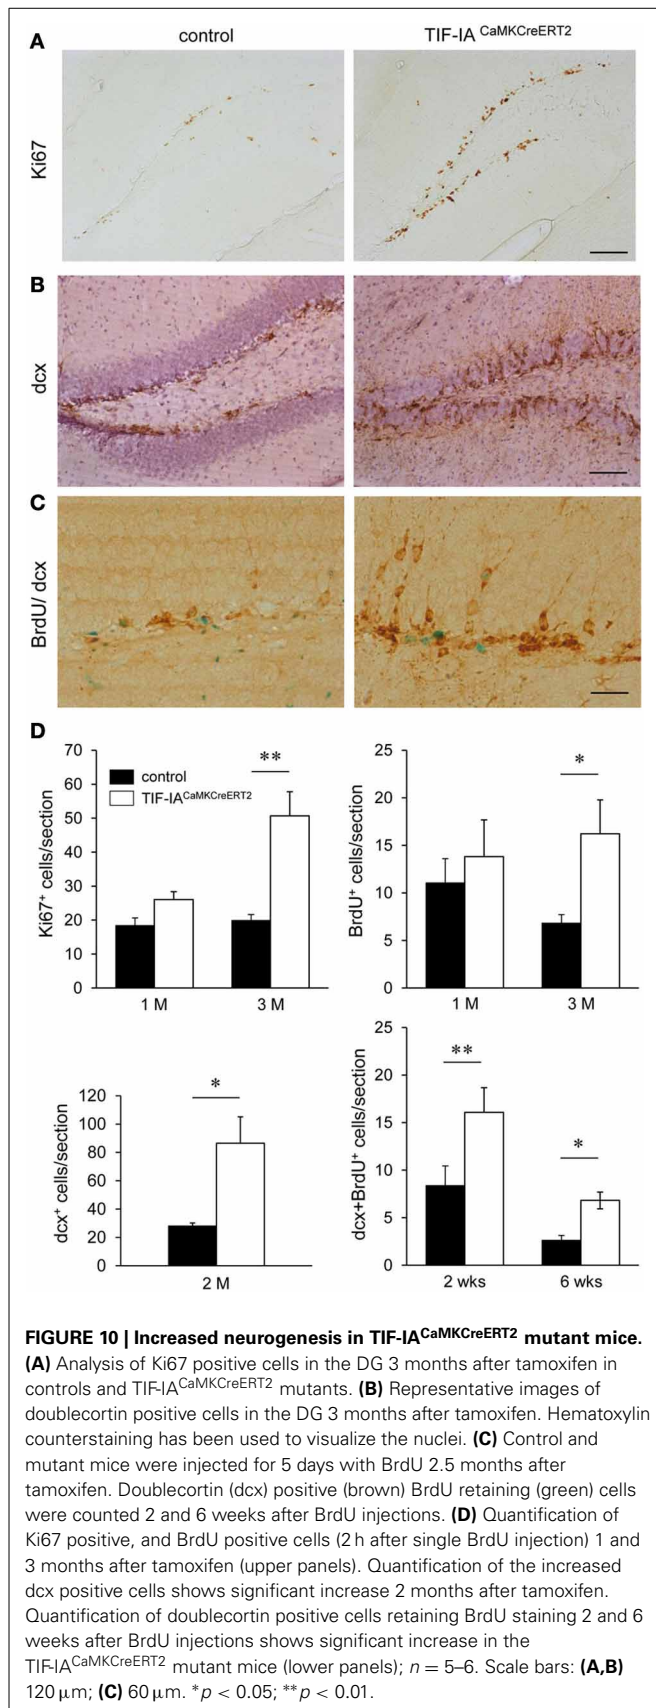 A
control
TIF-IA CaMKCreERT2
Ki67
B
dcx
C
BrdU/ dcx
D
Ki67+ cells/section
70
60
50
40
30
20
10
0
control
TIF-IACaMKCreERT2
**
1 M
3 M
BrdU+ cells/section
25
20
15
10
5
0
*
1 M
3 M
dcx+ cells/section
120
100
80
60
40
20
0
*
2 M
dcx+BrdU+ cells/section
25
20
15
10
5
0
**
*
2 wks
6 wks
FIGURE 10 | Increased neurogenesis in TIF-IACaMKCreERT2 mutant mice.
(A) Analysis of Ki67 positive cells in the DG 3 months after tamoxifen in
controls and TIF-IACaMKCreERT2 mutants. (B) Representative images of
doublecortin positive cells in the DG 3 months after tamoxifen. Hematoxylin
counterstaining has been used to visualize the nuclei. (C) Control and
mutant mice were injected for 5 days with BrdU 2.5 months after
tamoxifen. Doublecortin (dcx) positive (brown) BrdU retaining (green) cells
were counted 2 and 6 weeks after BrdU injections. (D) Quantification of
Ki67 positive, and BrdU positive cells (2 h after single BrdU injection) 1 and
3 months after tamoxifen (upper panels). Quantification of the increased
dcx positive cells shows significant increase 2 months after tamoxifen.
Quantification of doublecortin positive cells retaining BrdU staining 2 and 6
weeks after BrdU injections shows significant increase in the
TIF-IACaMKCreERT2 mutant mice (lower panels); n = 5–6. Scale bars: (A,B)
120 μm; (C) 60 μm. *p < 0.05; **p < 0.01.